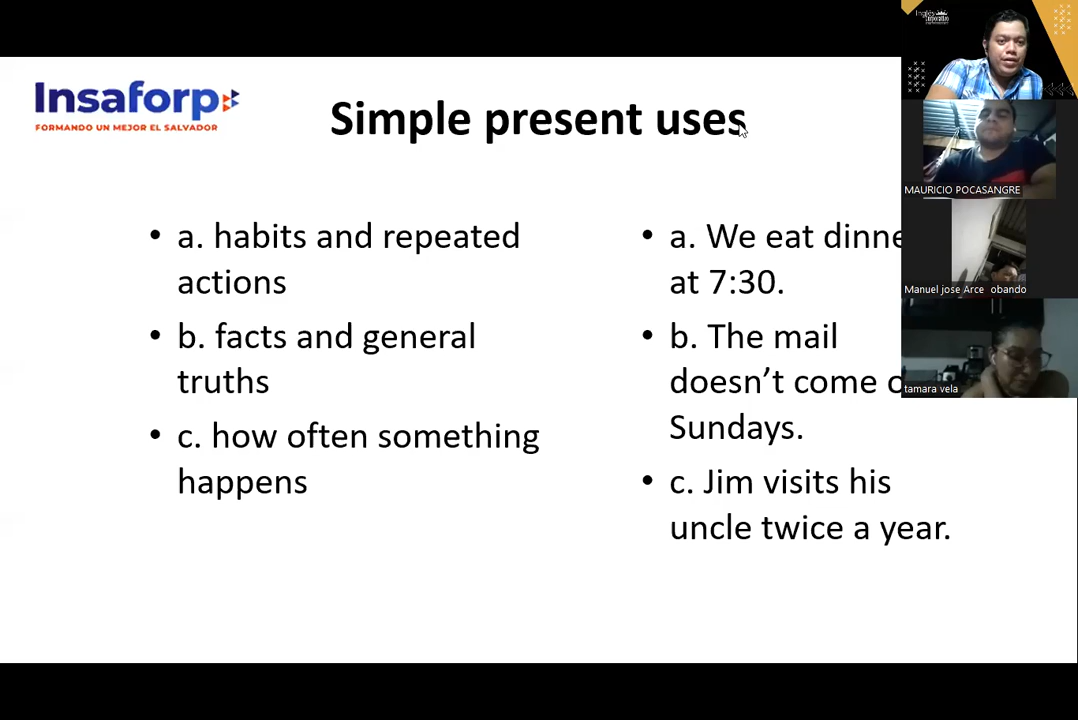 Insaforp
FORMANDO UN MEJOR EL SALVADOR
Simple present uses
• a. habits and repeated
actions
• b. facts and general
truths
• c. how often something
happens
• a. We eat dinne
at 7:30.
• b. The mail
doesn't come
Sundays.
• c. Jim visits his
uncle twice a year.
Inglés
MAURICIO POCASANGRE
Manuel jose Arce obando
tamara vela